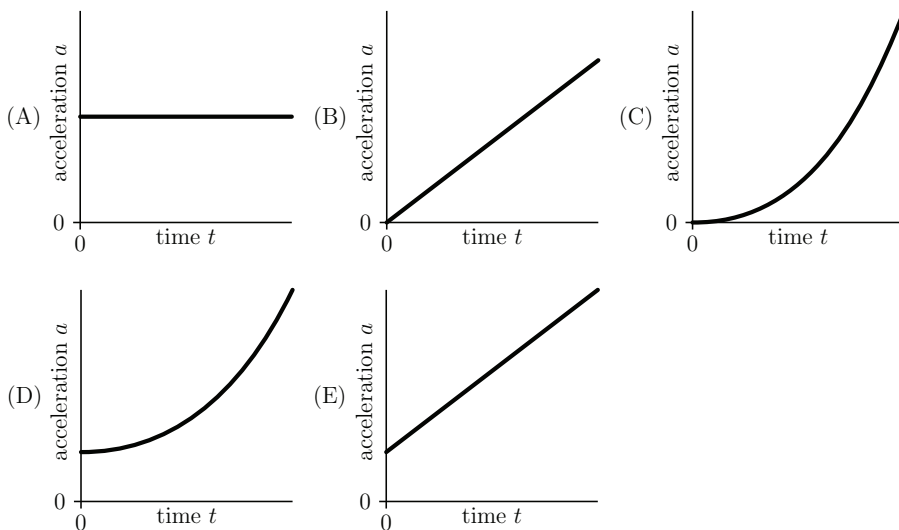 (A)
acceleration a
0
0
time t
(B)
acceleration a
0
0
time t
(C)
acceleration a
0
0
time t
(D)
acceleration a
0
0
time t
(E)
acceleration a
0
0
time t